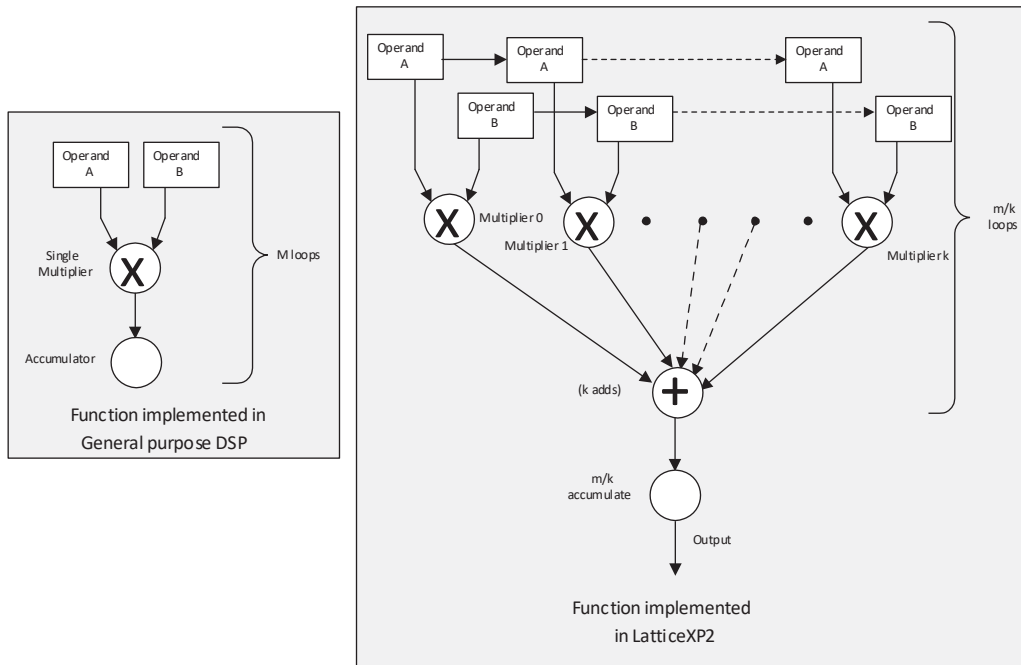 Operand
A
Operand
B
Single
Multiplier
X
M loops
Accumulator
Function implemented in
General purpose DSP
Operand
A
Operand
A
Operand
A
Operand
B
Operand
B
Operand
B
X
Multiplier 0
X
Multiplier 1
X
Multiplier k
m/k
loops
(k adds)
+
m/k
accumulate
Output
Function implemented
in LatticeXP2